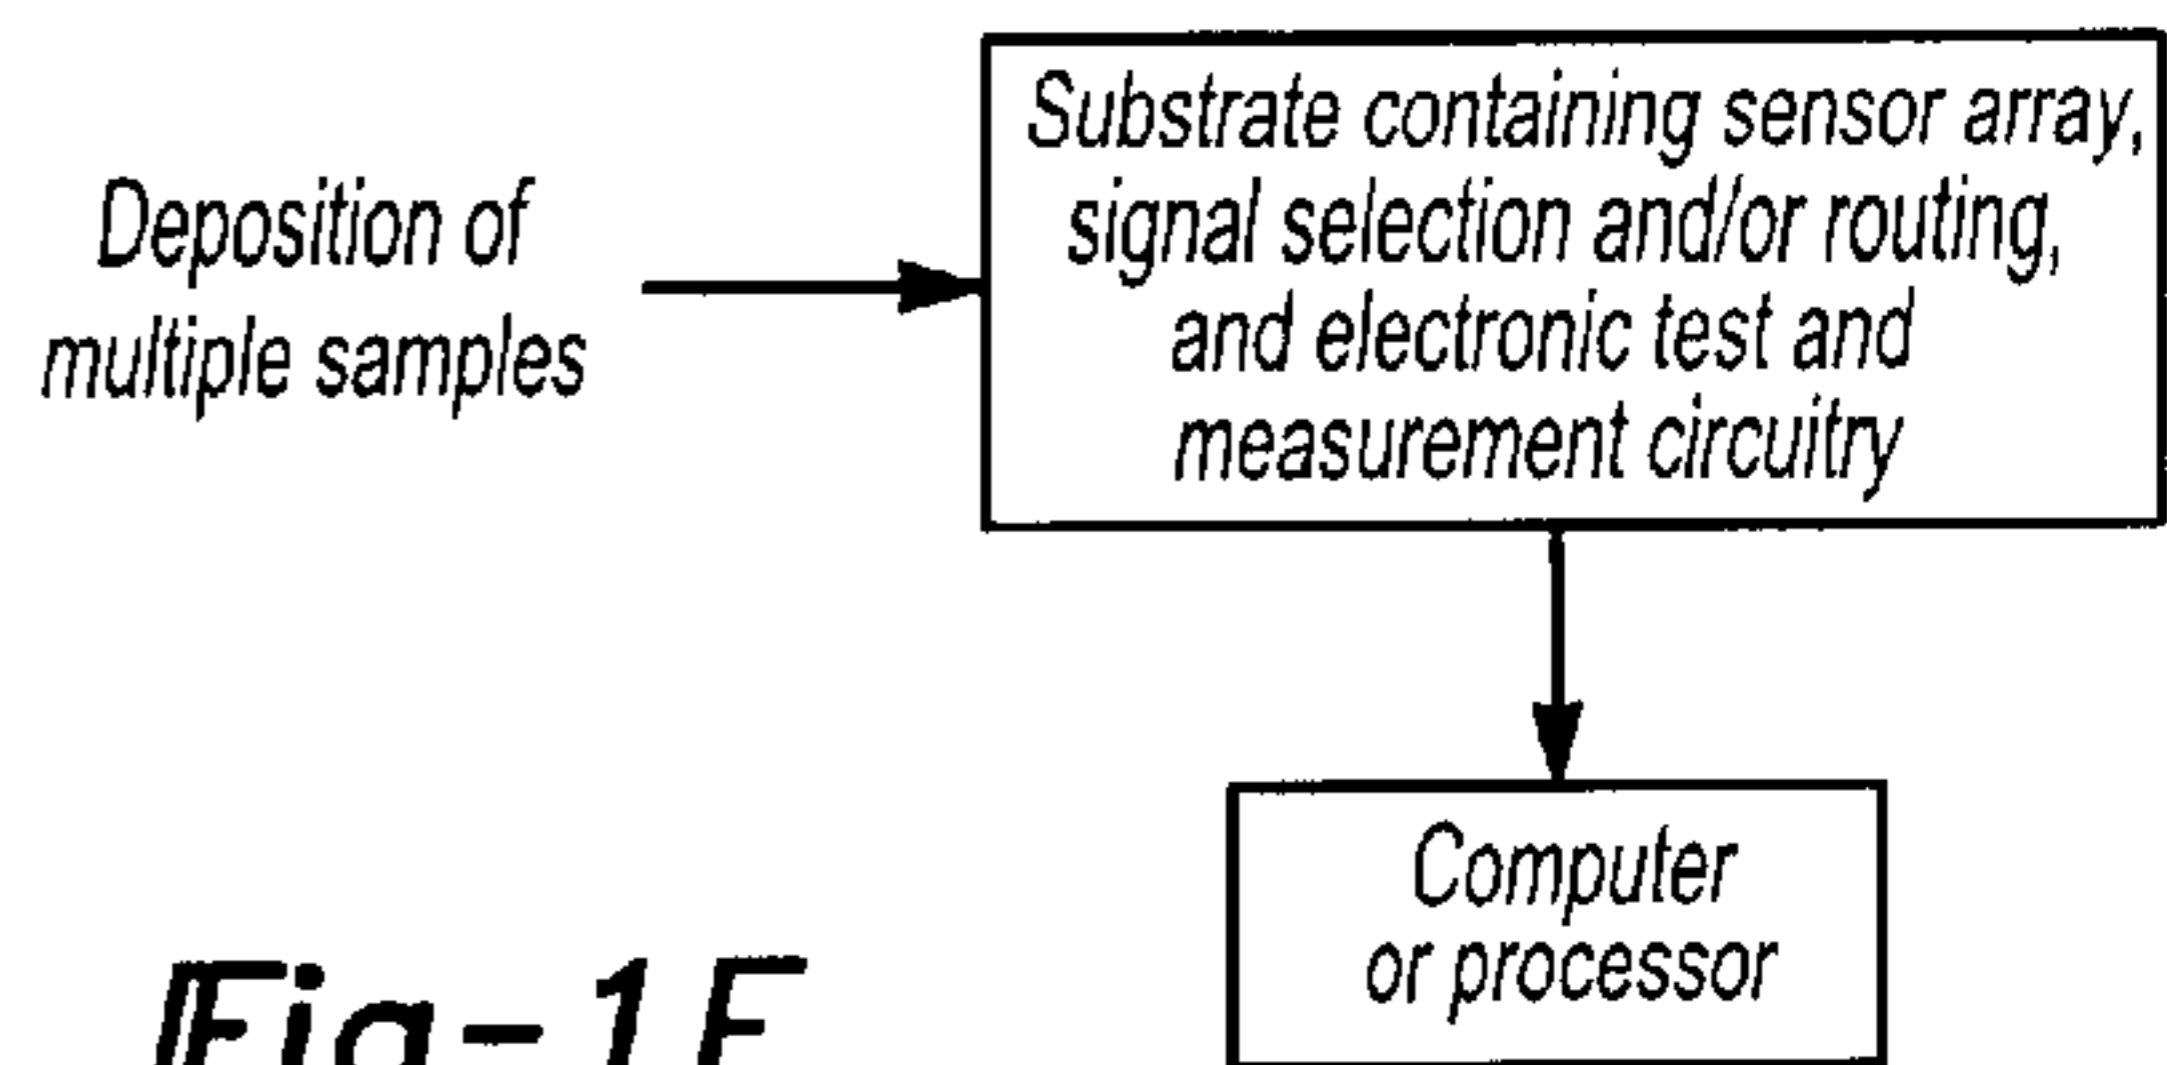 Substrate containing sensor array,
signal selection and/or routing,
and electronic test and
measurement circuitry
Deposition of
multiple samples
Computer
or processor